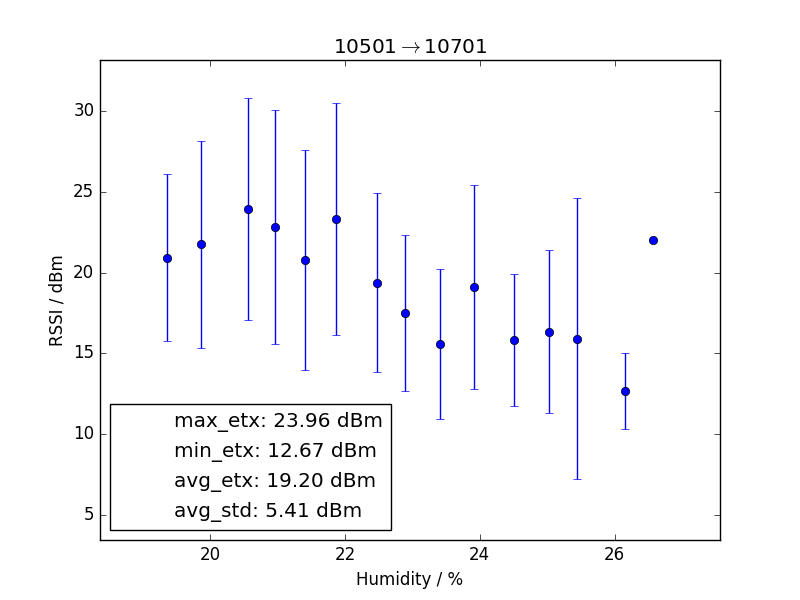 10501→10701
RSSI / dBm
30
25
20
15
10
5
max_etx: 23.96 dBm
min_etx: 12.67 dBm
avg_etx: 19.20 dBm
avg_std: 5.41 dBm
20 22 24 26
Humidity / %